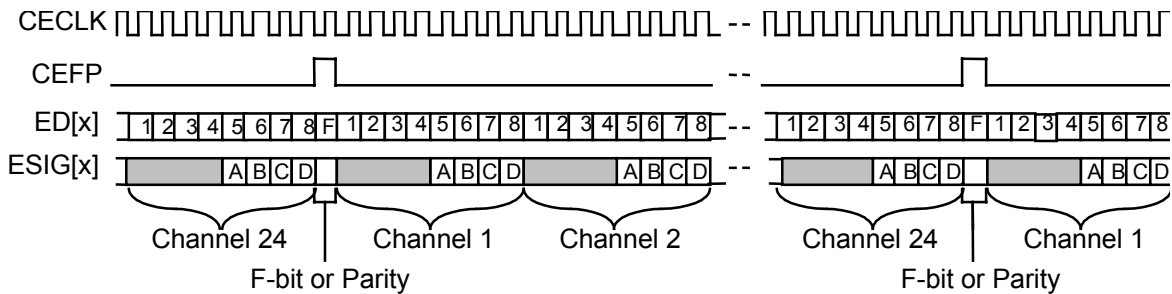 CECLK -- 
CEFP --
ED[x] 1 2 3 4 5 6 7 8 F 1 2 3 4 5 6 7 8 1 2 3 4 5 6 7 8 -- 1 2 3 4 5 6 7 8 F 1 2 3 4 5 6 7 8
ESIG[x] A B C D A B C D A B C D -- A B C D A B C D
Channel 24 Channel 1 Channel 2 Channel 24 Channel 1
F-bit or Parity F-bit or Parity